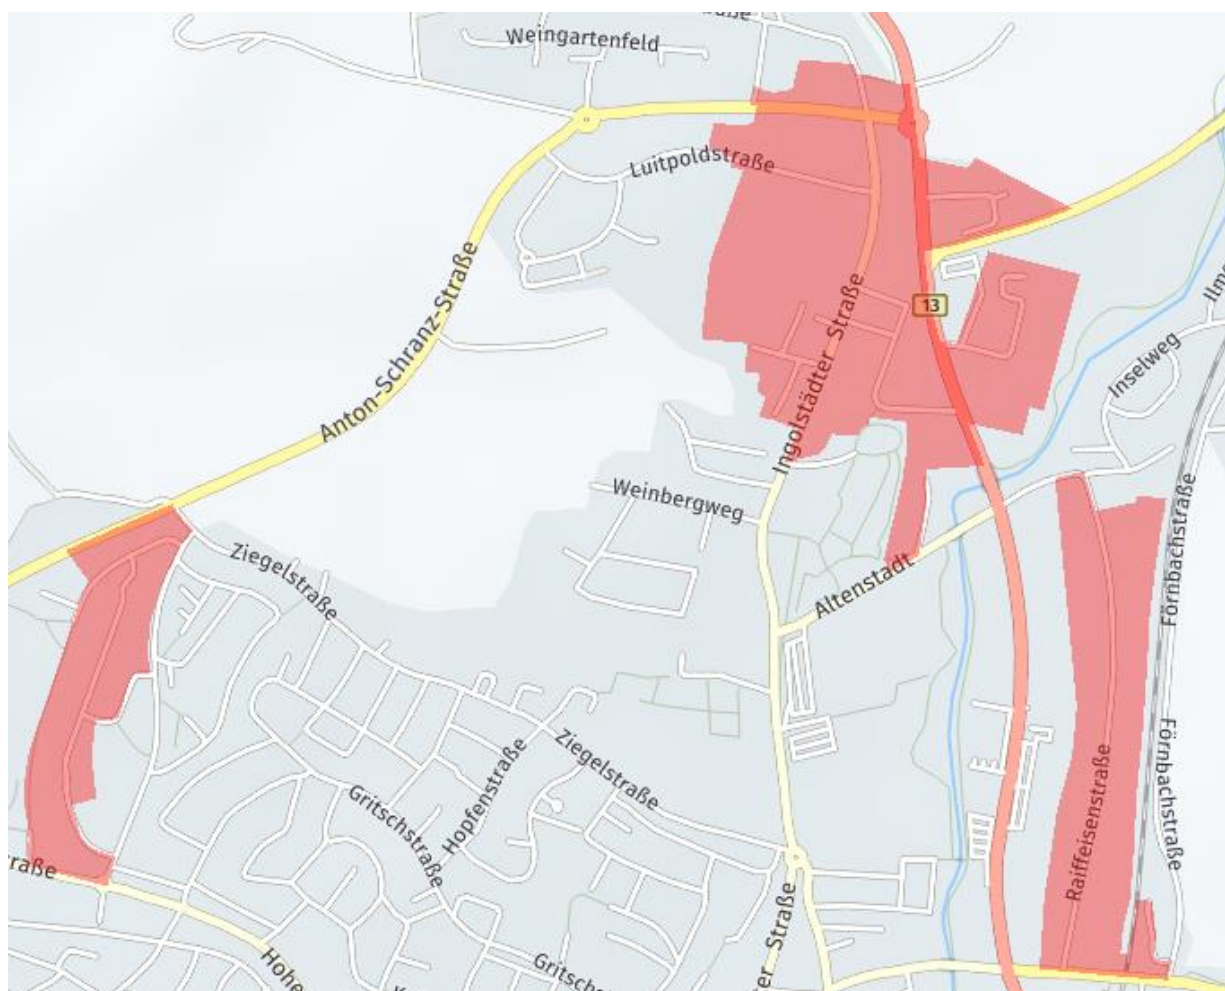 Weingartenfeld
Luitpoldstraße
Anton-Schranz-Straße
Ingolstädter Straße
13
Inselweg
Weinbergweg
Ziegelstraße
Altenstadt
Förnbachstraße
Ziegelstraße
Hopfenstraße
Gritschstraße
Raiffeisenstraße
Förnbachstraße
Gritschs
Hohe
er Straße
raße